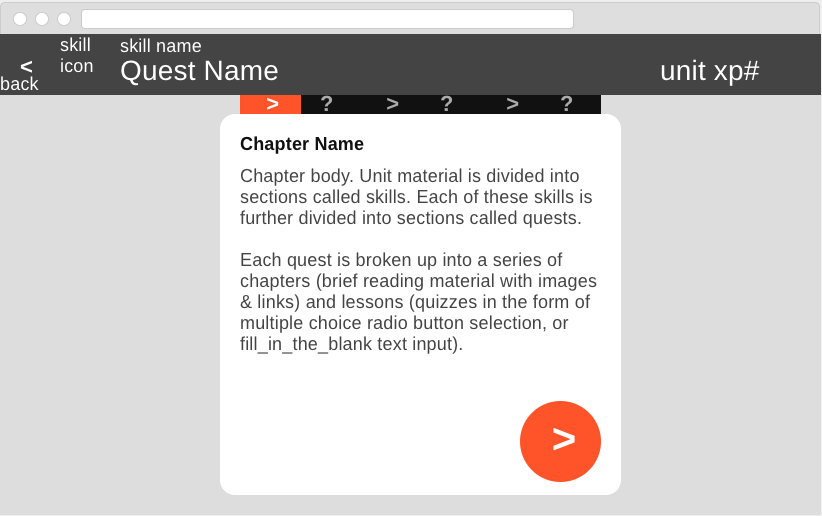 skill
icon
<
back
skill name
Quest Name
unit xp#
> ? > ? > ?
Chapter Name
Chapter body. Unit material is divided into
sections called skills. Each of these skills is
further divided into sections called quests.
Each quest is broken up into a series of
chapters (brief reading material with images
& links) and lessons (quizzes in the form of
multiple choice radio button selection, or
fill_in_the_blank text input).
>